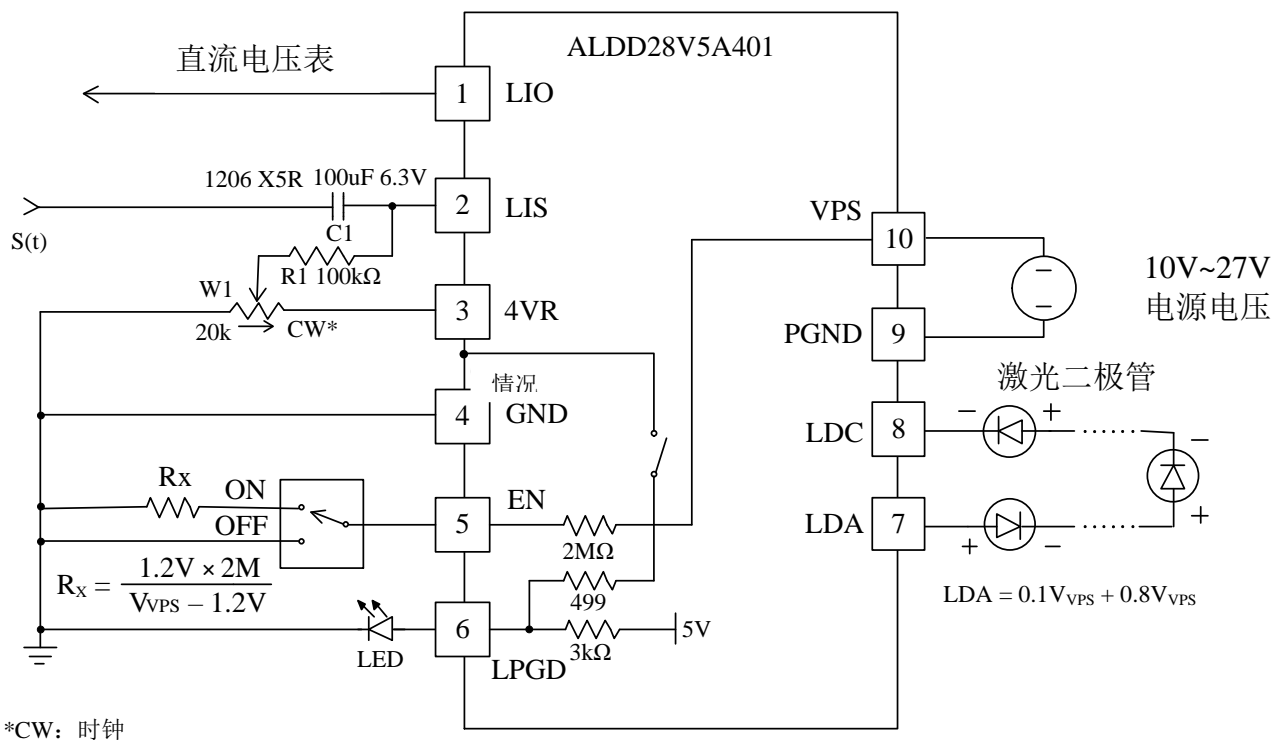 ALDD28V5A401
直流电压表
1 LIO
1206 X5R 100uF 6.3V
2 LIS
S(t)
C1
R1 100kΩ
W1
20k
CW*
3 4VR
情况
4 GND
Rx
ON
OFF
5 EN
2MΩ
499
Rx = 1.2V × 2M / VVPS − 1.2V
LED
6
LPGD
3kΩ
5V
VPS
10
PGND 9
10V~27V
电源电压
激光二极管
LDC 8
− +
−
+
LDA 7
+ −
− −
LDA = 0.1VVPS + 0.8VVPS
*CW：时钟